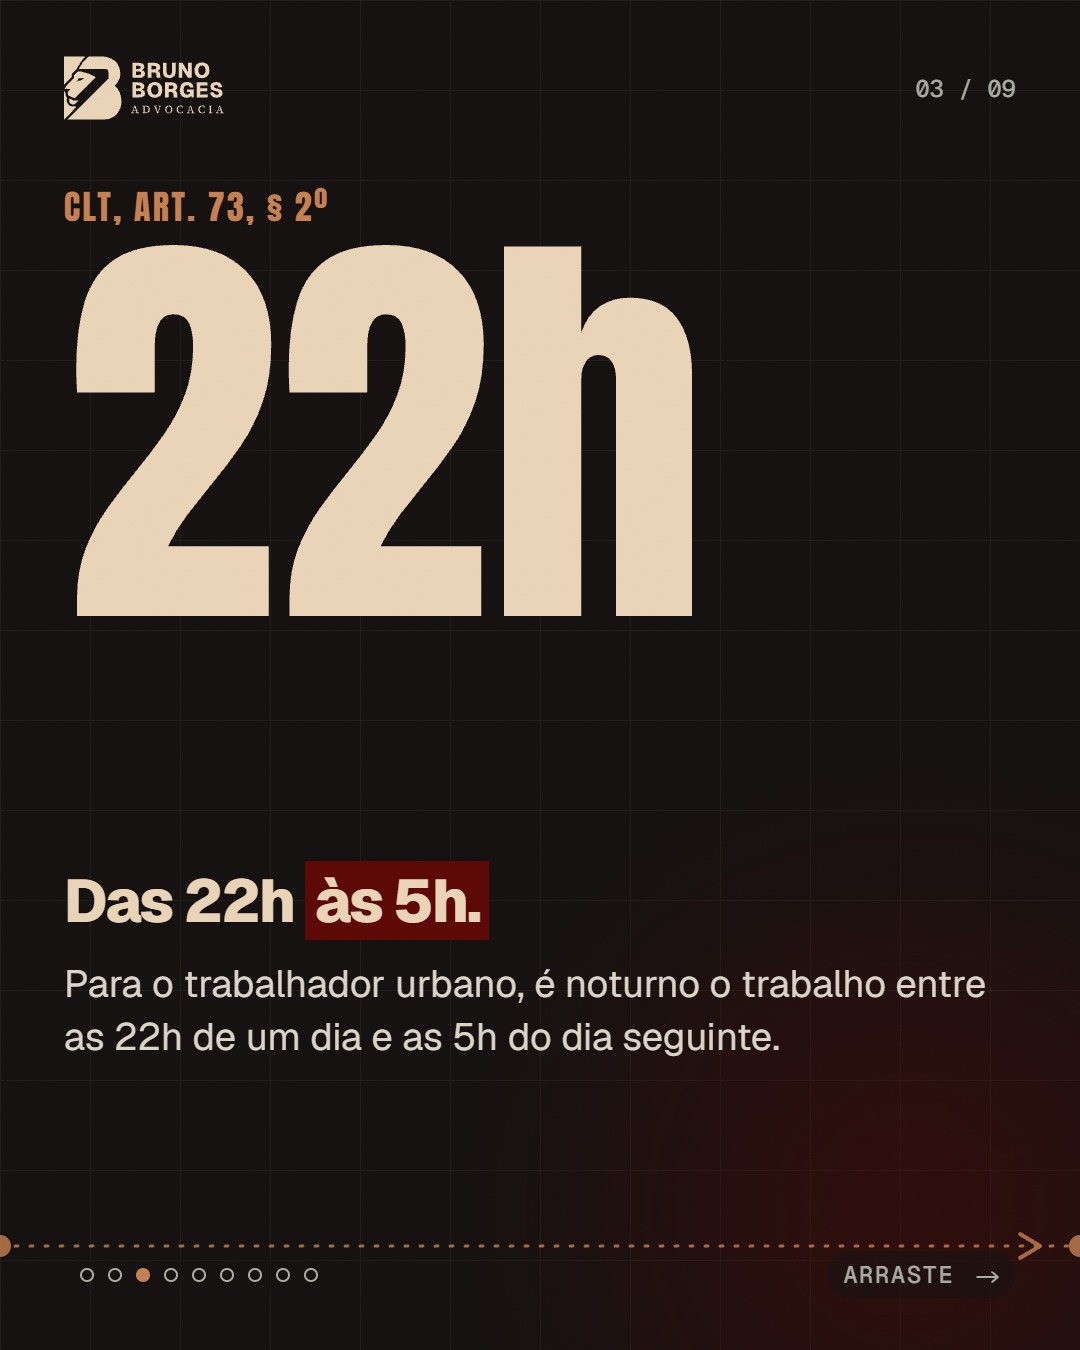 BRUNO
BORGES
ADVOCACIA
03 / 09
CLT, ART. 73, § 2º
22h
Das 22h às 5h.
Para o trabalhador urbano, é noturno o trabalho entre
as 22h de um dia e as 5h do dia seguinte.
ARRASTE →